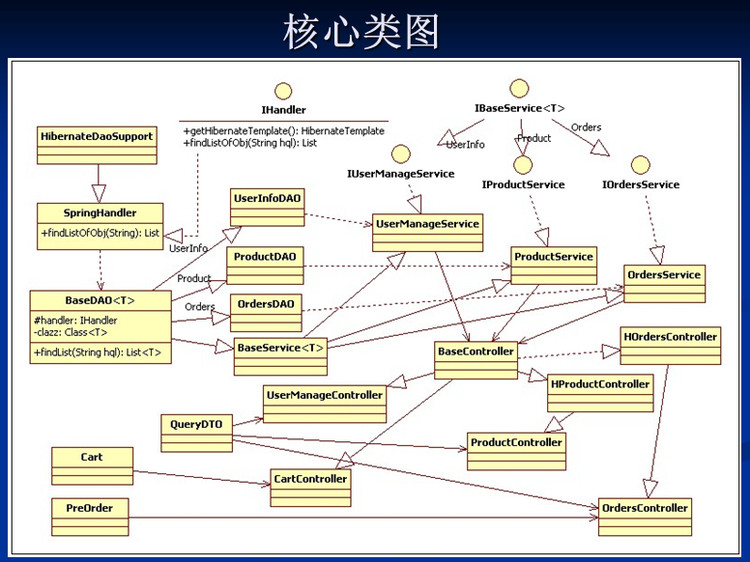 核心类图
IHandler
+getHibernateTemplate(): HibernateTemplate
+findListOfObj(String hql): List
IBaseService<T>
UserInfo
Product
Orders
HibernateDaoSupport
IUserManageService
IProductService
IOrdersService
SpringHandler
+findListOfObj(String): List
UserInfoDAO
UserManageService
UserInfo
ProductDAO
ProductService
Product
OrdersService
BaseDAO<T>
#handler: IHandler
-clazz: Class<T>
+findList(String hql): List<T>
Orders
OrdersDAO
BaseService<T>
BaseController
HOrdersController
UserManageController
HProductController
QueryDTO
ProductController
Cart
CartController
PreOrder
OrdersController